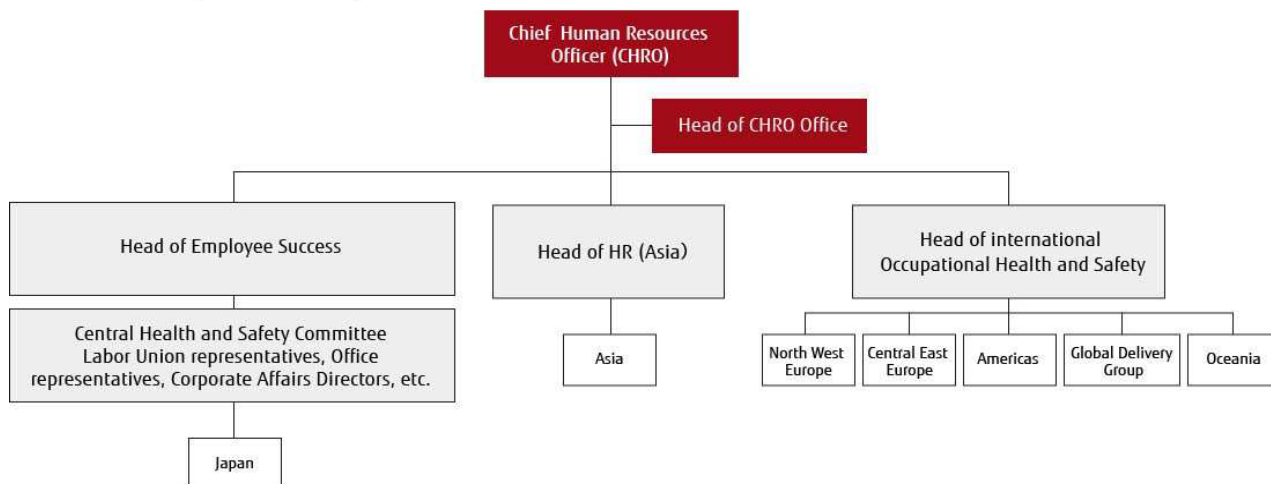 Chief Human Resources
Officer (CHRO)
Head of CHRO Office
Head of Employee Success
Head of HR (Asia)
Head of international
Occupational Health and Safety
Central Health and Safety Committee
Labor Union representatives, Office
representatives, Corporate Affairs Directors, etc.
Japan
Asia
North West
Europe
Central East
Europe
Americas
Global Delivery
Group
Oceania